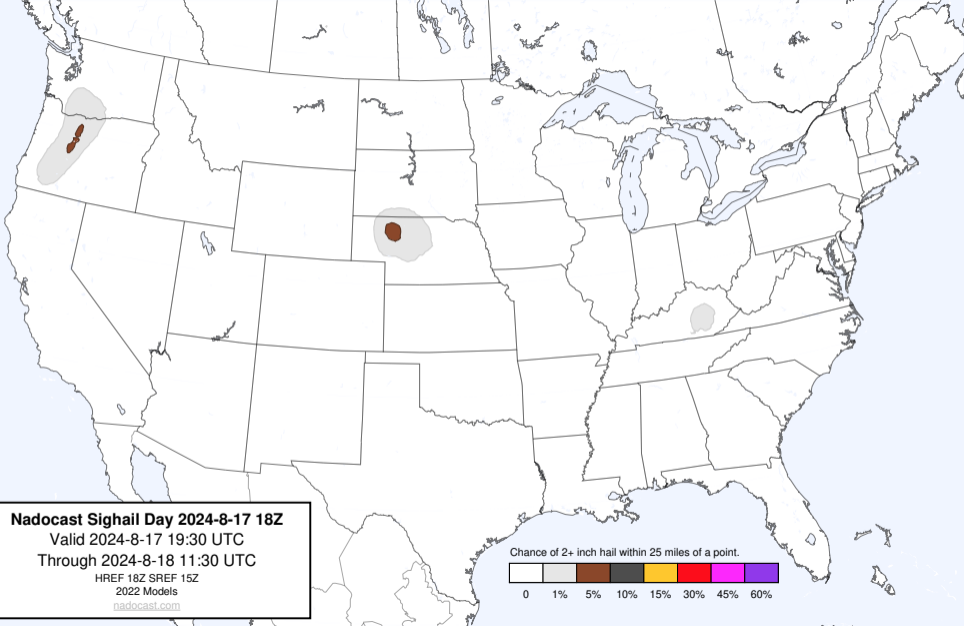 Nadocast Sighail Day 2024-8-17 18Z
Valid 2024-8-17 19:30 UTC
Through 2024-8-18 11:30 UTC
HREF 18Z SREF 15Z
2022 Models
nadocast.com
Chance of 2+ inch hail within 25 miles of a point.
0 1% 5% 10% 15% 30% 45% 60%